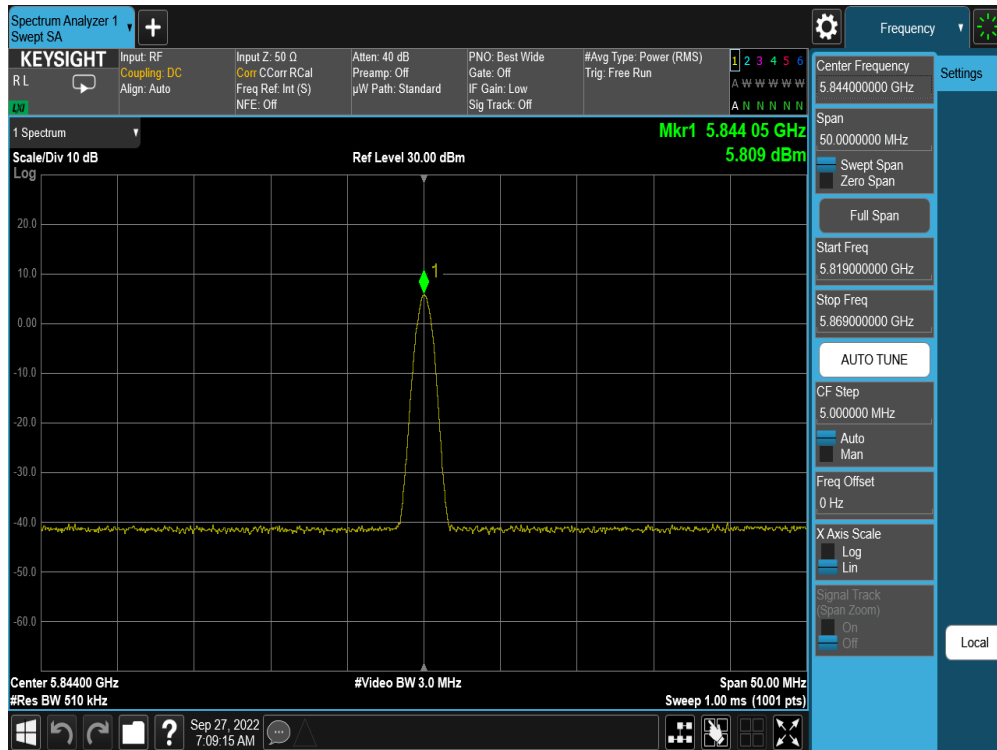 Spectrum Analyzer 1
Swept SA
+
Frequency
KEYSIGHT
R L
LXI
Input: RF
Coupling: DC
Align: Auto
Input Z: 50 Ω
Corr CCorr RCal
Freq Ref: Int (S)
NFE: Off
Atten: 40 dB
Preamp: Off
µW Path: Standard
PNO: Best Wide
Gate: Off
IF Gain: Low
Sig Track: Off
#Avg Type: Power (RMS)
Trig: Free Run
1 2 3 4 5 6
A W W W W W
A N N N N N
1 Spectrum
Scale/Div 10 dB
Log
Ref Level 30.00 dBm
Mkr1 5.844 05 GHz
5.809 dBm
20.0
10.0
0.00
-10.0
-20.0
-30.0
-40.0
-50.0
-60.0
1
Center 5.84400 GHz
#Res BW 510 kHz
#Video BW 3.0 MHz
Span 50.00 MHz
Sweep 1.00 ms (1001 pts)
Center Frequency
5.844000000 GHz
Settings
Span
50.0000000 MHz
Swept Span
Zero Span
Full Span
Start Freq
5.819000000 GHz
Stop Freq
5.869000000 GHz
AUTO TUNE
CF Step
5.000000 MHz
Auto
Man
Freq Offset
0 Hz
X Axis Scale
Log
Lin
Signal Track
(Span Zoom)
On
Off
Local
?
Sep 27, 2022
7:09:15 AM